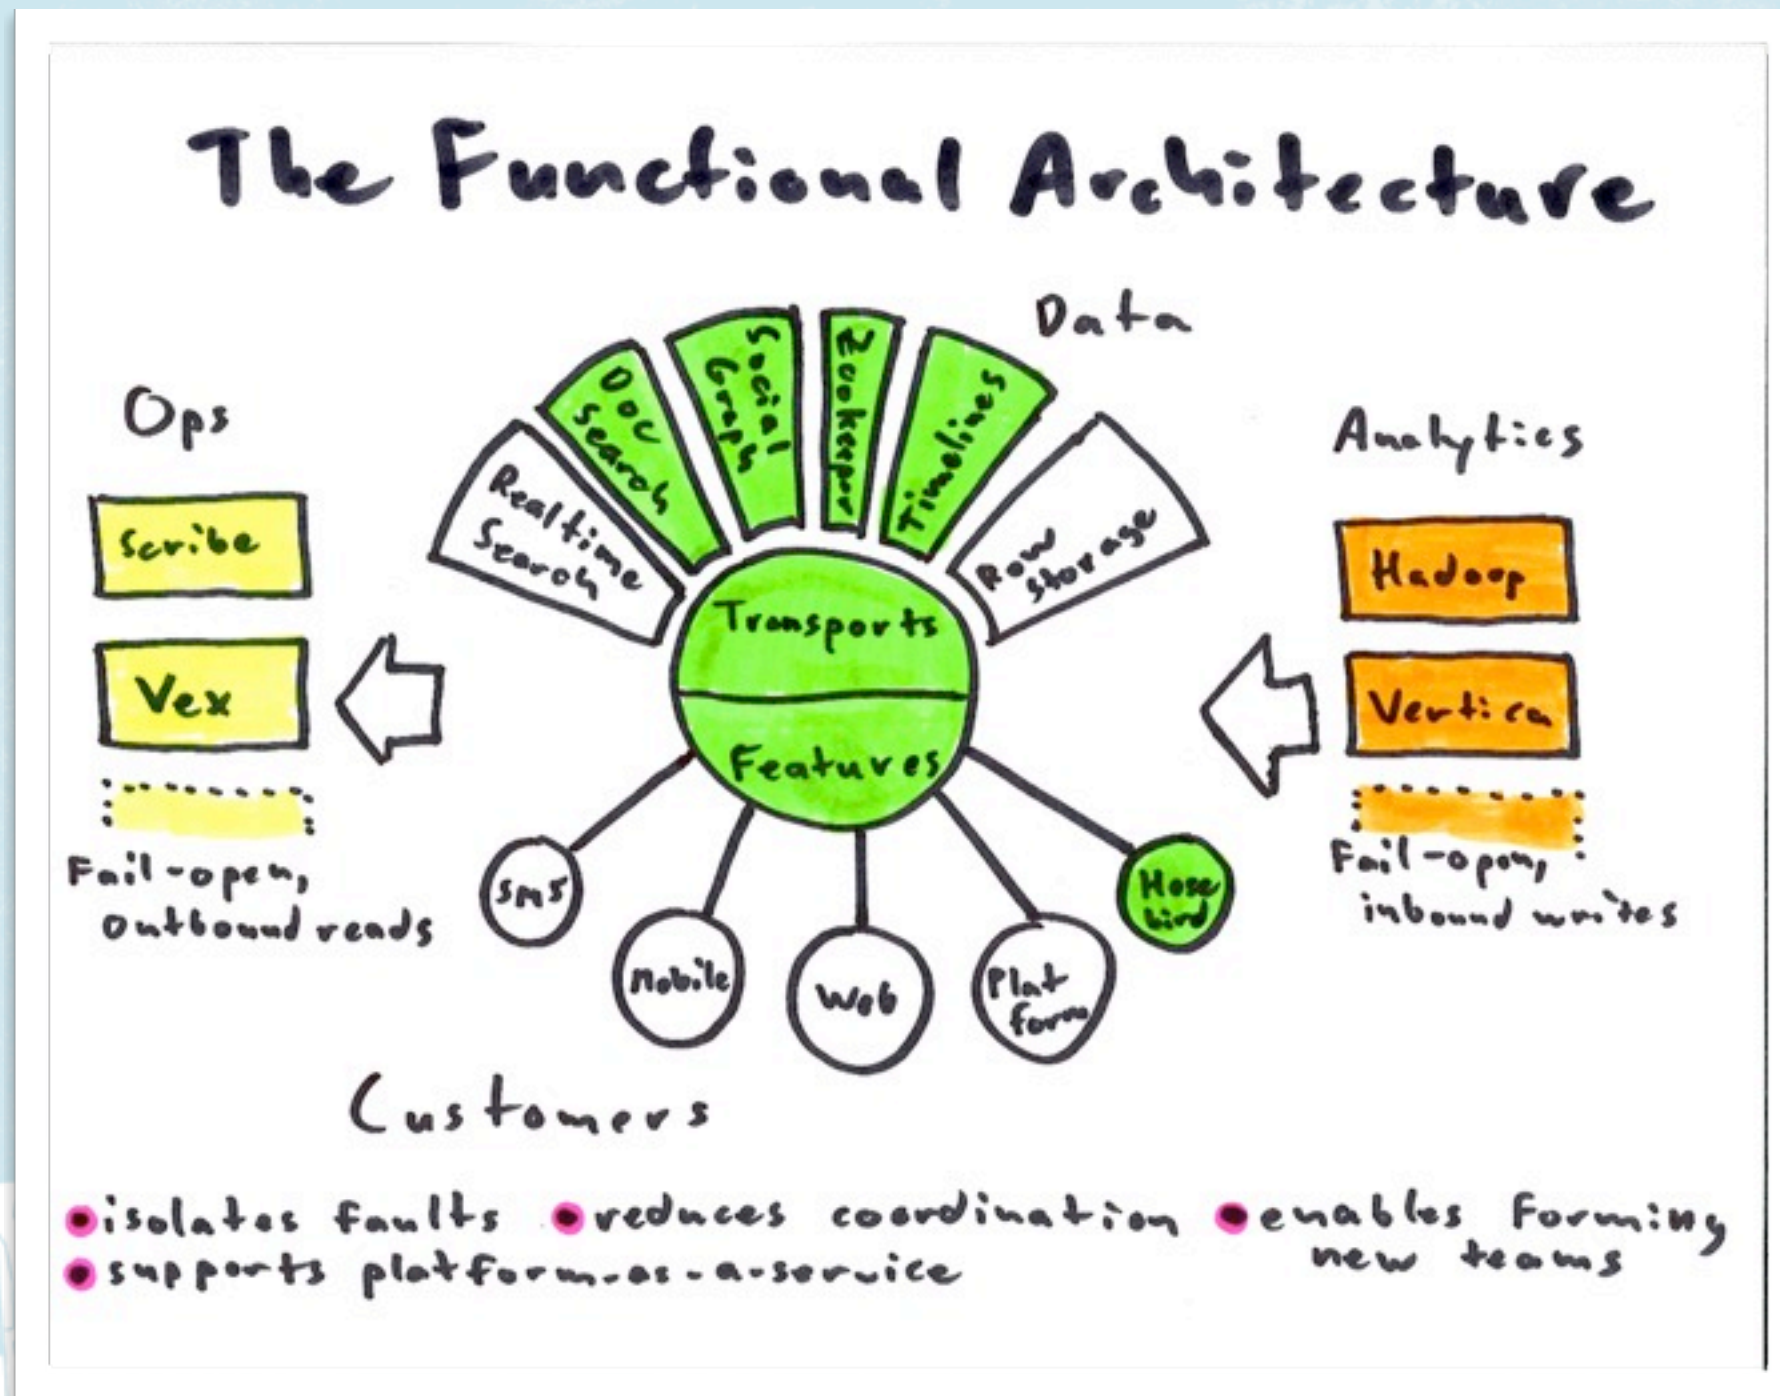 The Functional Architecture
Data
Ops
Analytics
Scribe
Vex
Fail-open,
outbound reads
Realtime
Search
Doc
Search
Social
Graph
Zookeeper
Timelines
Row
Storage
Transports
Features
Hadoop
Vertica
Fail-open,
inbound writes
SMS
Mobile
Web
Plat
form
Hose
bird
Customers
isolates faults
reduces coordination
enables forming
new teams
supports platform-as-a-service